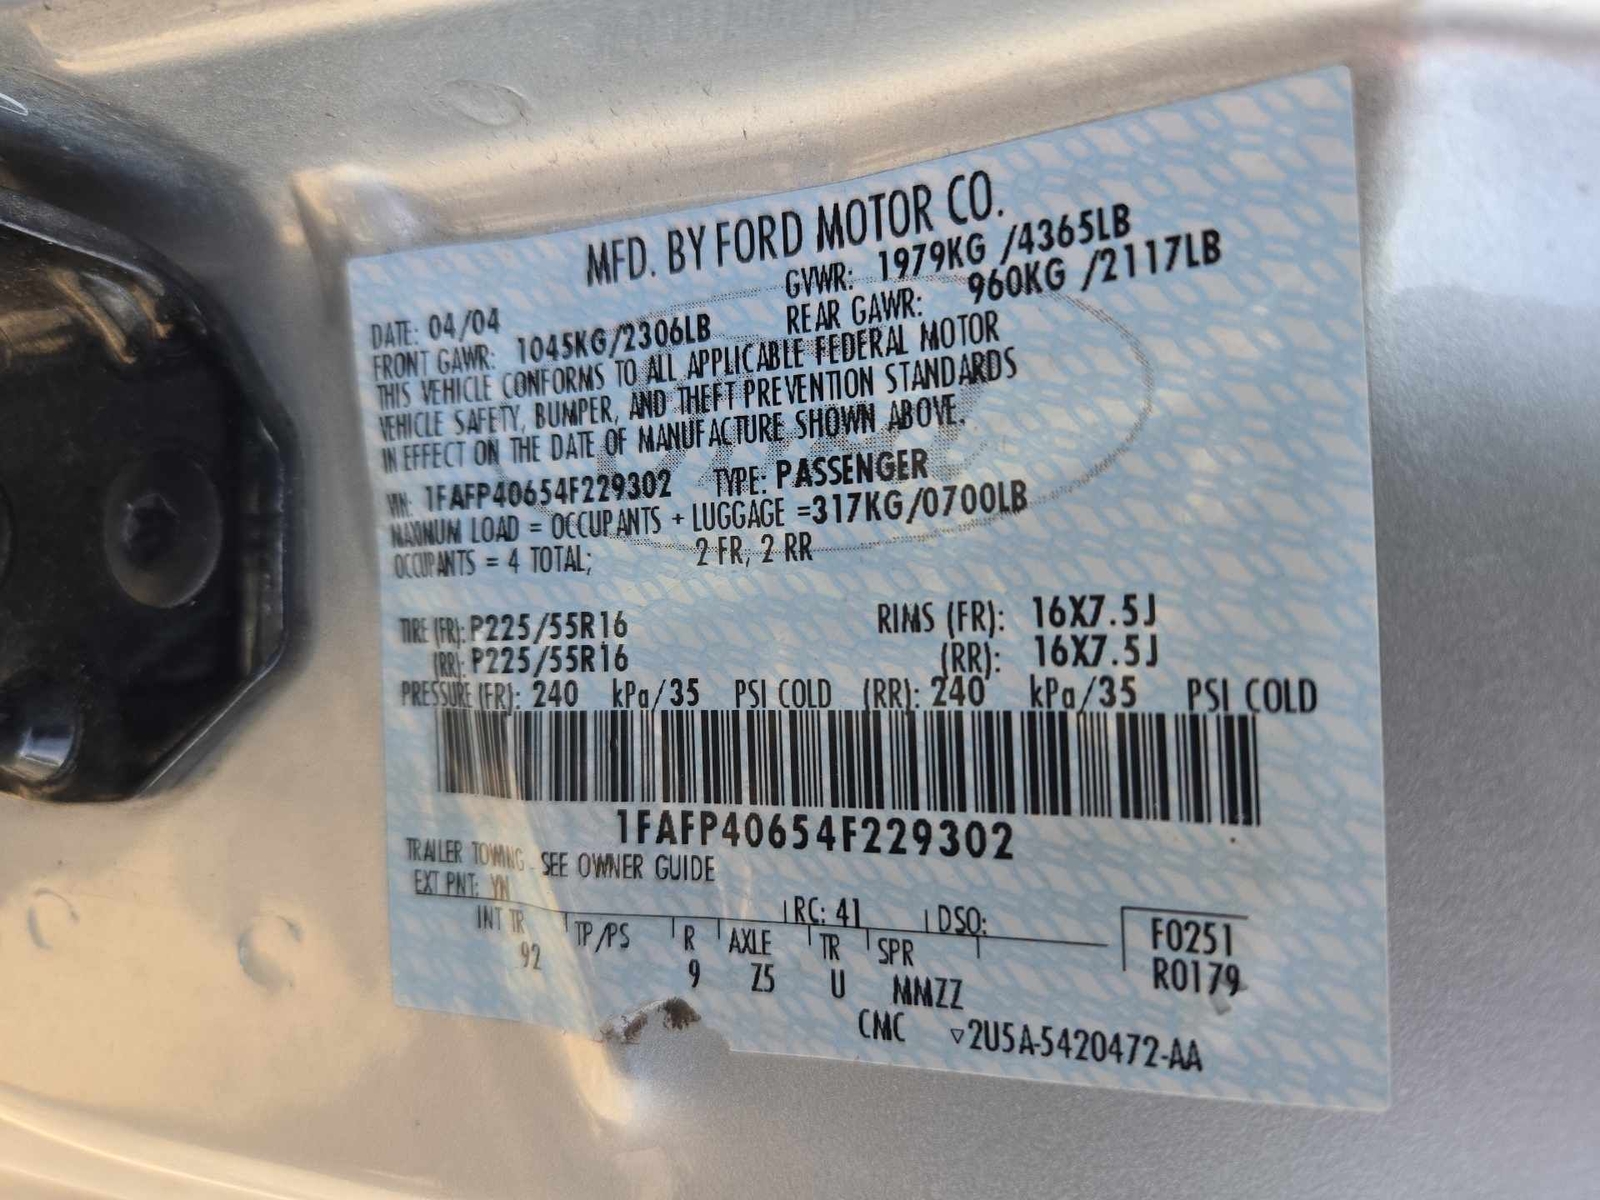 MFD. BY FORD MOTOR CO.
DATE: 04/04 GVWR: 1979KG /4365LB
FRONT GAWR: 1045KG/2306LB REAR GAWR: 960KG /2117LB
THIS VEHICLE CONFORMS TO ALL APPLICABLE FEDERAL MOTOR
VEHICLE SAFETY, BUMPER, AND THEFT PREVENTION STANDARDS
IN EFFECT ON THE DATE OF MANUFACTURE SHOWN ABOVE.
VIN: 1FAFP40654F229302 TYPE: PASSENGER
MAXIMUM LOAD = OCCUPANTS + LUGGAGE =317KG/0700LB
OCCUPANTS = 4 TOTAL; 2 FR, 2 RR
TIRE (FR): P225/55R16 RIMS (FR): 16X7.5J
(RR): P225/55R16 (RR): 16X7.5J
PRESSURE (FR): 240 kPa/35 PSI COLD (RR): 240 kPa/35 PSI COLD
1FAFP40654F229302
TRAILER TOWING - SEE OWNER GUIDE
EXT PNT: YN RC: 41 DSO:
INT TR TP/PS R AXLE TR SPR F0251
92 9 Z5 U MMZZ R0179
CMC ▽2U5A-5420472-AA